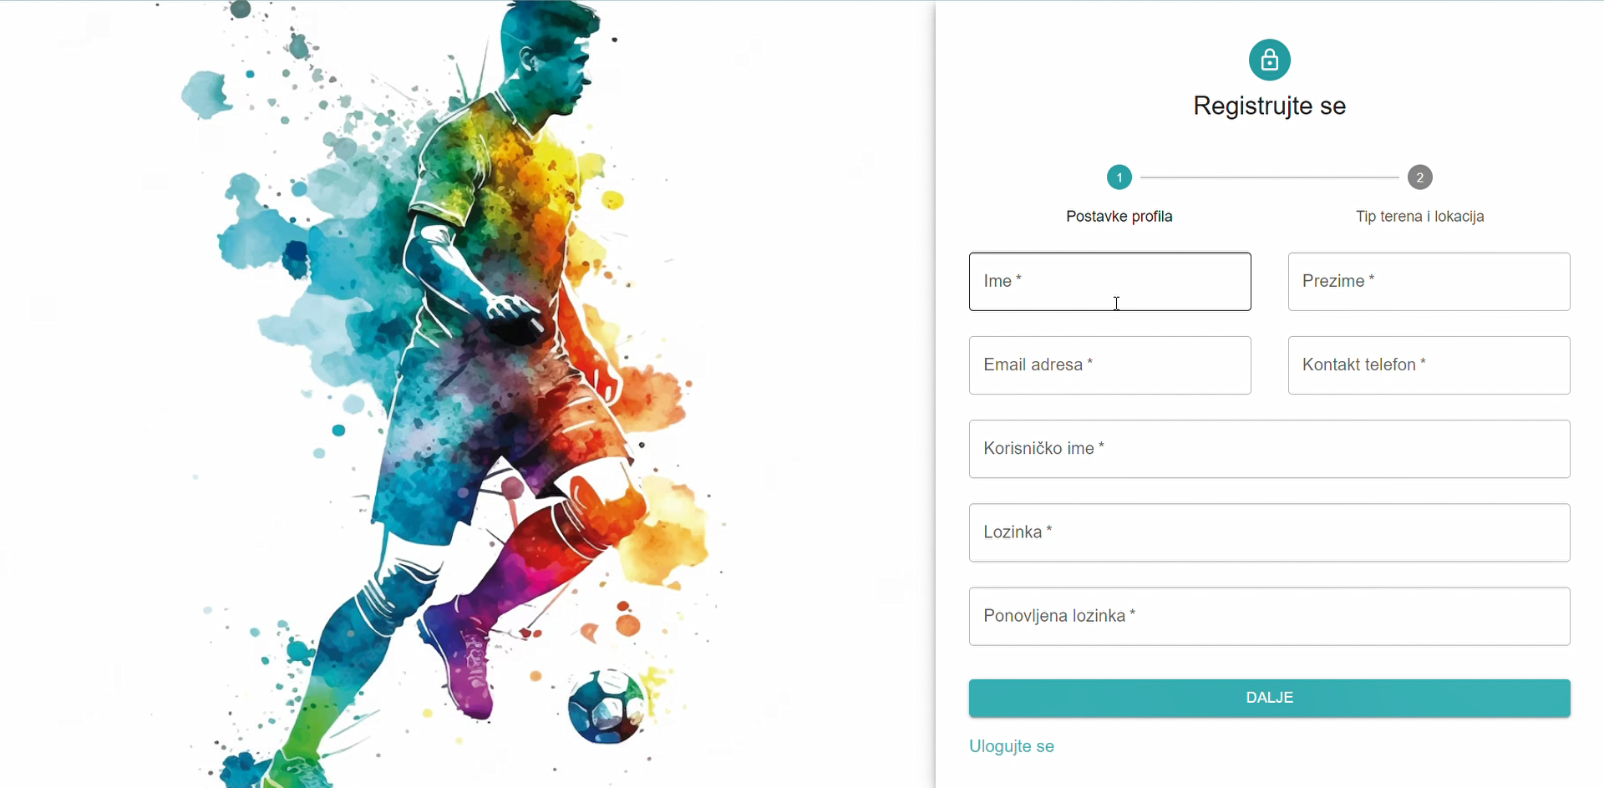 Registrujte se
1
2
Postavke profila
Tip terena i lokacija
Ime *
Prezime *
Email adresa *
Kontakt telefon *
Korisničko ime *
Lozinka *
Ponovljena lozinka *
DALJE
Ulogujte se